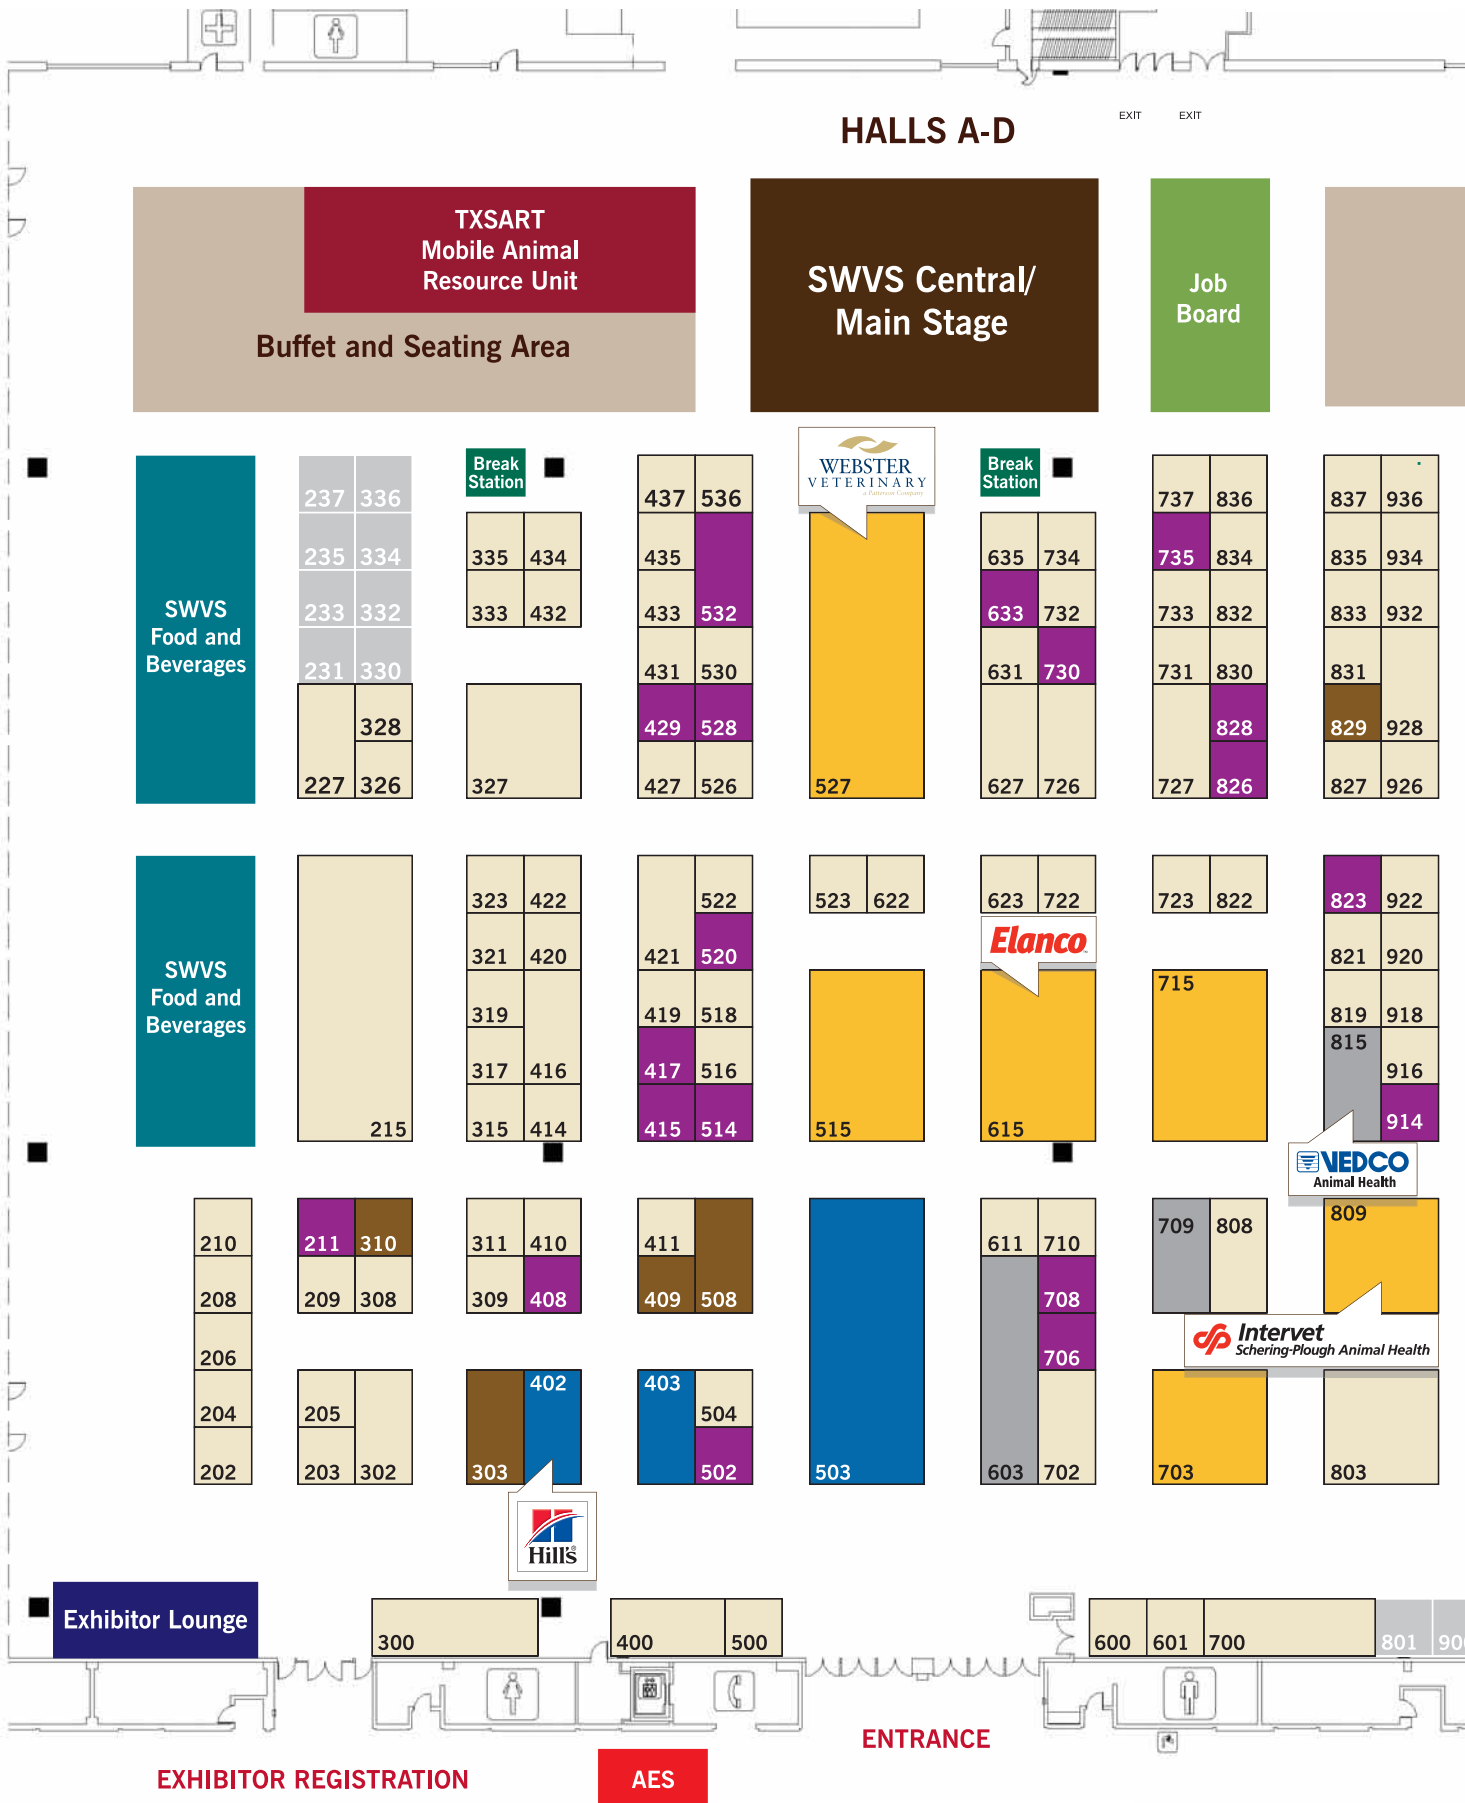 HALLS A-D
EXIT EXIT
TXSART
Mobile Animal
Resource Unit
Buffet and Seating Area
SWVS Central/
Main Stage
Job
Board
WEBSTER
VETERINARY
a Patterson Company
Break
Station
Break
Station
237 336 437 536 737 836 837 936
235 334 335 434 435 635 734 735 834 835 934
233 332 333 432 433 532 633 732 733 832 833 932
SWVS
Food and
Beverages
231 330 431 530 631 730 731 830 831
328 429 528 828 829 928
227 326 327 427 526 527 627 726 727 826 827 926
323 422 522 523 622 623 722 723 822 823 922
Elanco
321 420 421 520 821 920
SWVS
Food and
Beverages
715
319 419 518 819 918
815
317 416 417 516 916
215 315 414 415 514 515 615 914
VEDCO
Animal Health
809
210 211 310 311 410 411 611 710 709 808
208 209 308 309 408 409 508 708
Intervet
Schering-Plough Animal Health
206 706
402 403
204 205 504
202 203 302 303 502 503 603 702 703 803
Hill's®
Exhibitor Lounge
300 400 500 600 601 700 801
ENTRANCE
EXHIBITOR REGISTRATION
AES